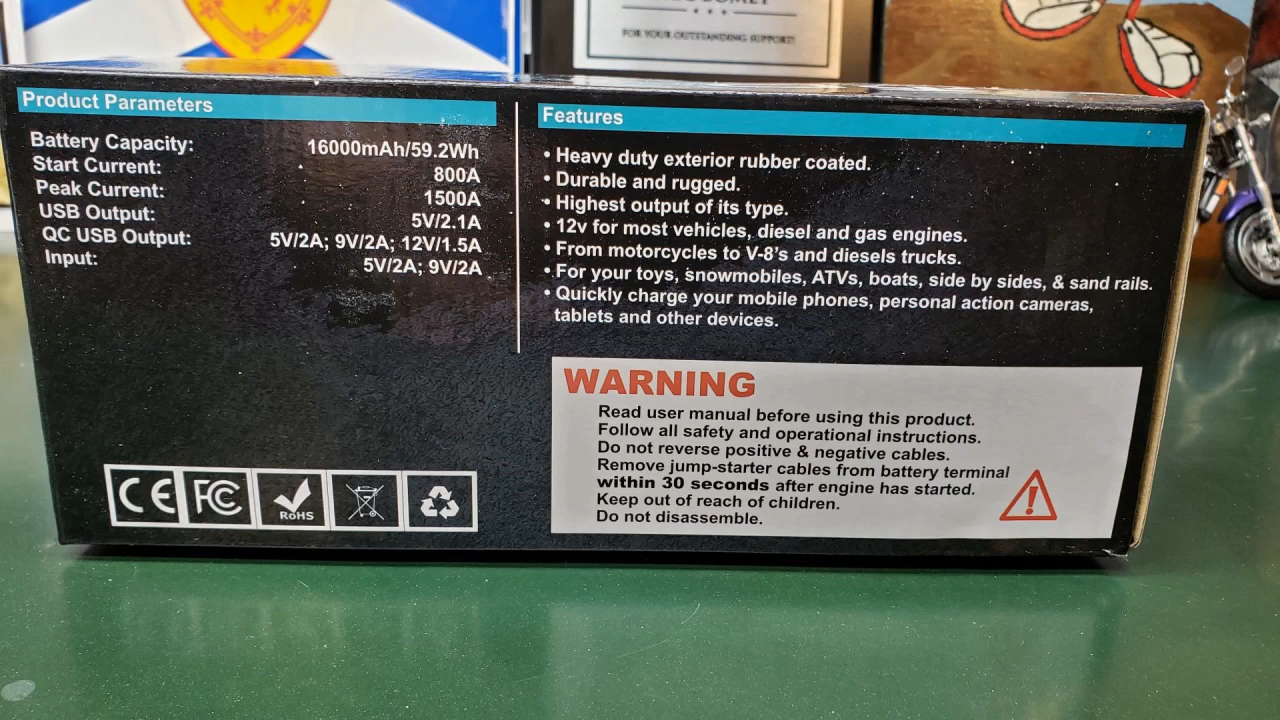 FOR YOUR OUTSTANDING SUPPORT!
Product Parameters
Battery Capacity: 16000mAh/59.2Wh
Start Current: 800A
Peak Current: 1500A
USB Output: 5V/2.1A
QC USB Output: 5V/2A; 9V/2A; 12V/1.5A
Input: 5V/2A; 9V/2A
CE
FC
RoHS
Features
• Heavy duty exterior rubber coated.
• Durable and rugged.
• Highest output of its type.
• 12v for most vehicles, diesel and gas engines.
• From motorcycles to V-8's and diesels trucks.
• For your toys, snowmobiles, ATVs, boats, side by sides, & sand rails.
• Quickly charge your mobile phones, personal action cameras,
tablets and other devices.
WARNING
Read user manual before using this product.
Follow all safety and operational instructions.
Do not reverse positive & negative cables.
Remove jump-starter cables from battery terminal
within 30 seconds after engine has started.
Keep out of reach of children.
Do not disassemble.